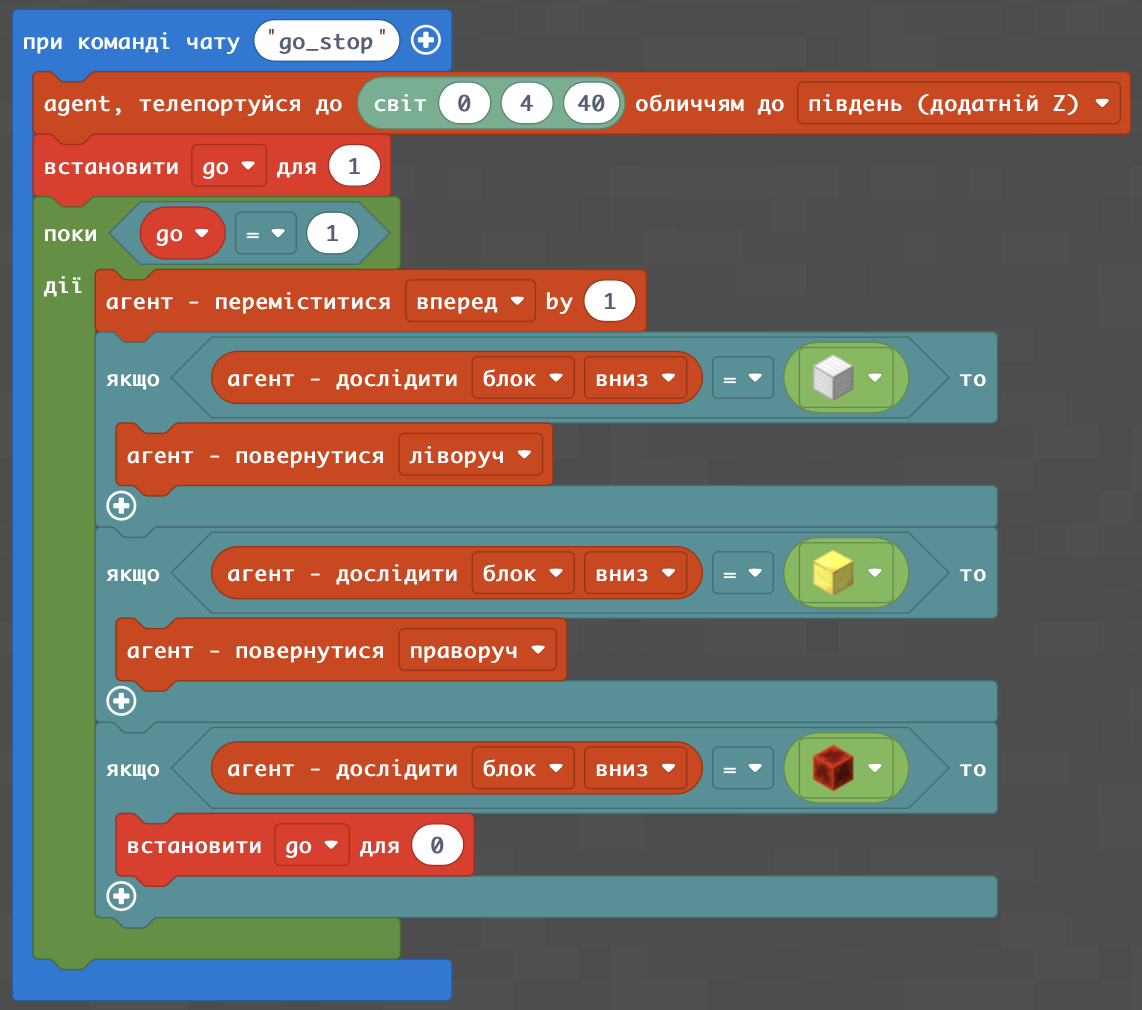 при команді чату "go_stop"
agent, телепортуйся до світ 0 4 40 обличчям до південь (додатній Z)
встановити go для 1
поки go = 1
дії
агент - переміститися вперед by 1
якщо агент - дослідити блок вниз = то
агент - повернутися ліворуч
якщо агент - дослідити блок вниз = то
агент - повернутися праворуч
якщо агент - дослідити блок вниз = то
встановити go для 0